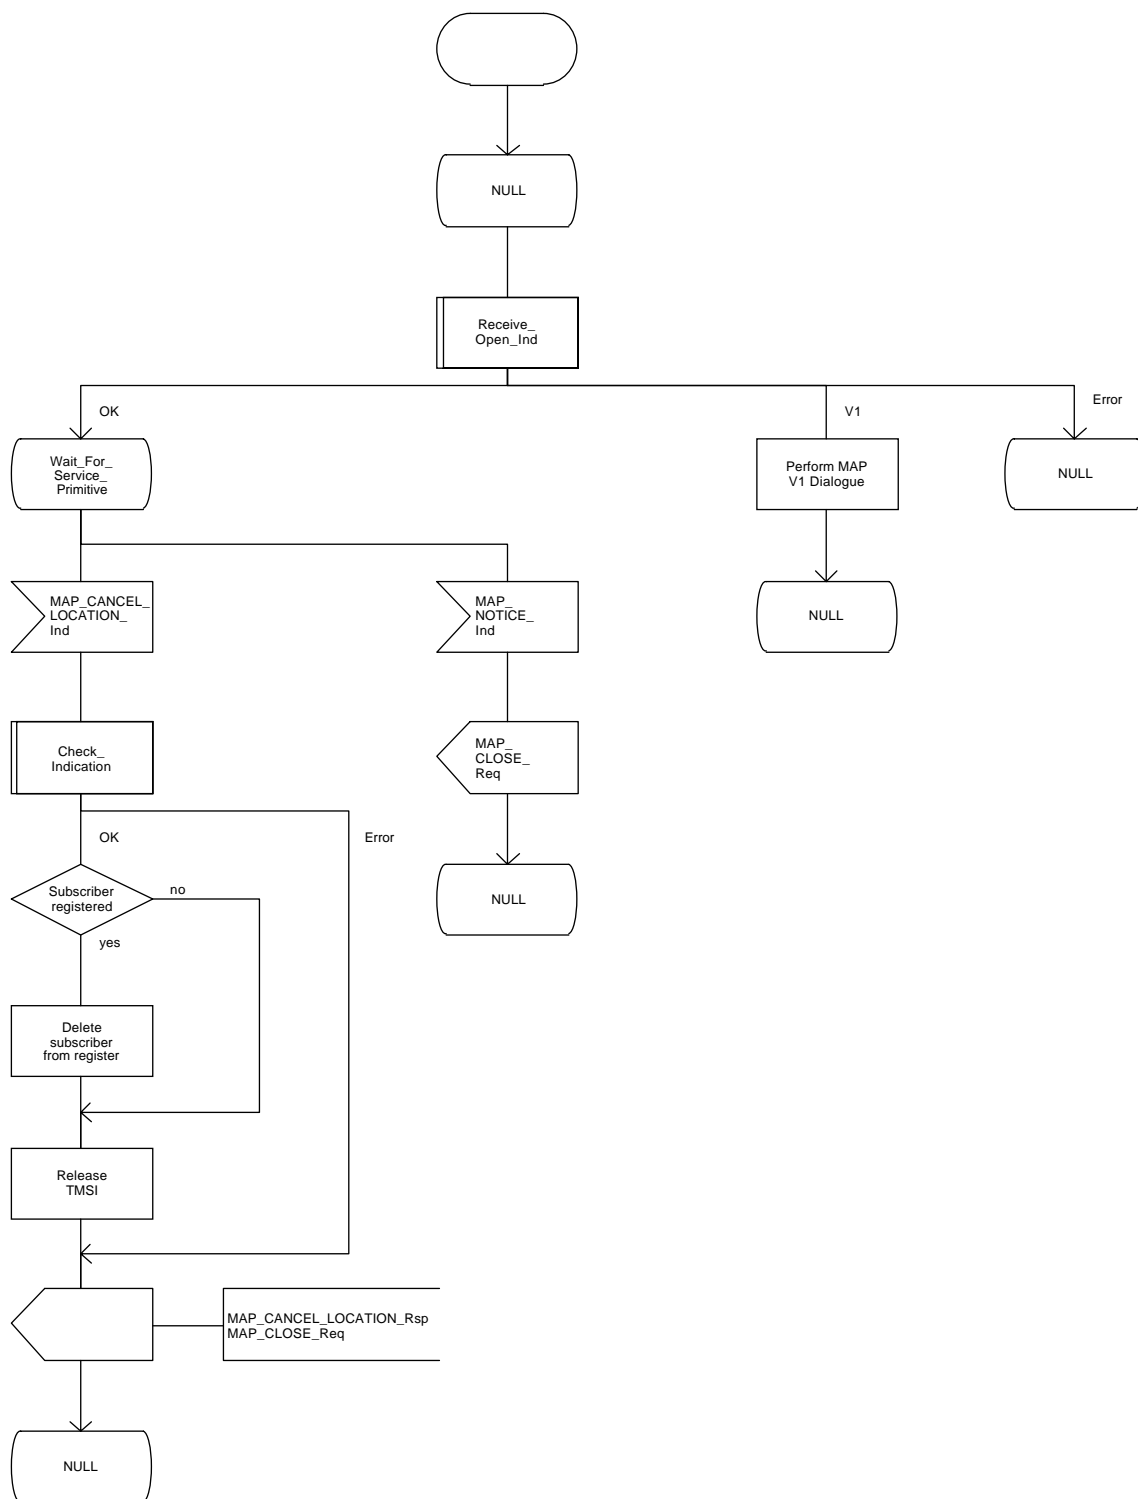 NULL
Receive_
Open_Ind
OK
V1
Error
Wait_For_
Service_
Primitive
Perform MAP
V1 Dialogue
NULL
MAP_CANCEL_
LOCATION_
Ind
MAP_
NOTICE_
Ind
NULL
Check_
Indication
MAP_
CLOSE_
Req
OK
Error
Subscriber
registered
no
NULL
yes
Delete
subscriber
from register
Release
TMSI
MAP_CANCEL_LOCATION_Rsp
MAP_CLOSE_Req
NULL